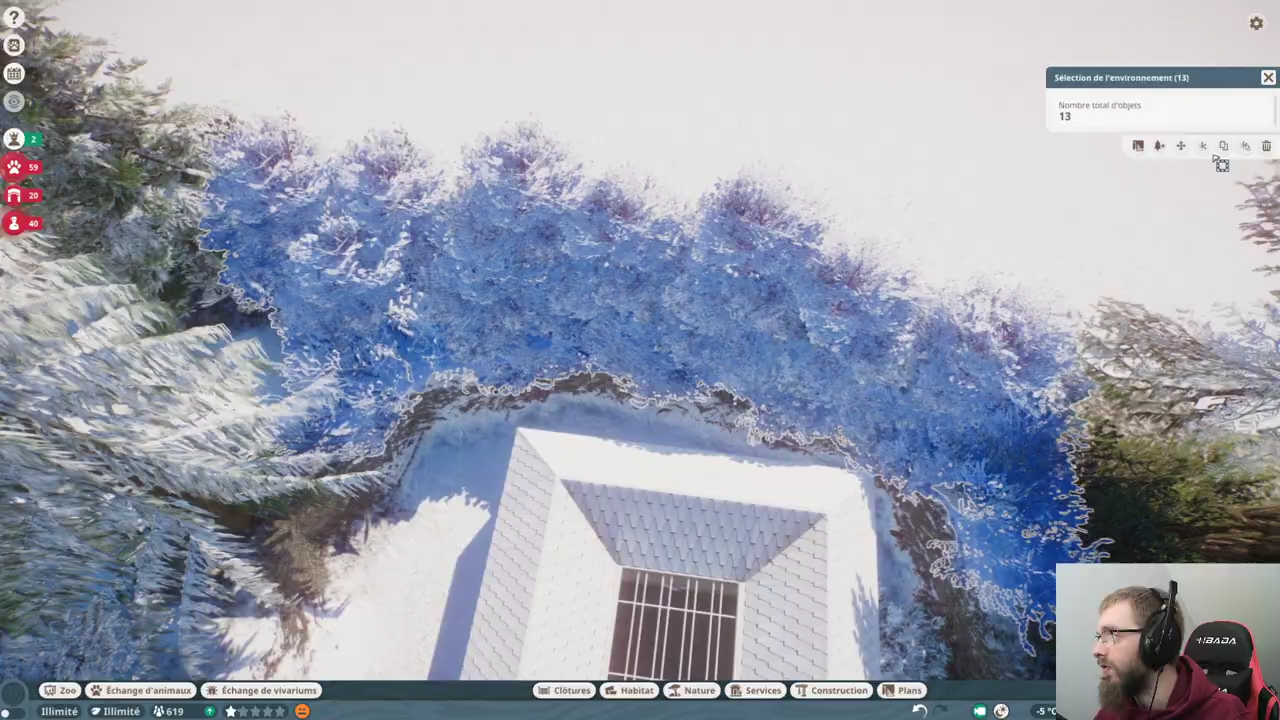 Sélection de l'environnement (13)
Nombre total d'objets
13
2
59
20
40
HIBADA
Zoo
Échange d'animaux
Échange de vivariums
Clôtures
Habitat
Nature
Services
Construction
Plans
Illimité
Illimité
619
-5 °C